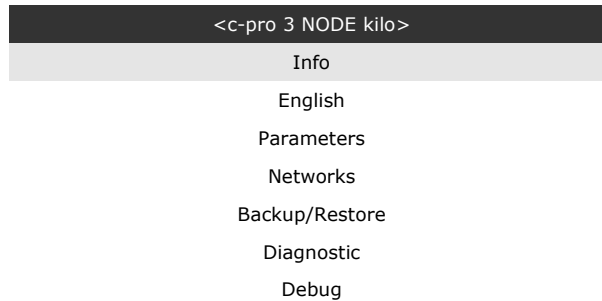 <c-pro 3 NODE kilo>
Info
English
Parameters
Networks
Backup/Restore
Diagnostic
Debug